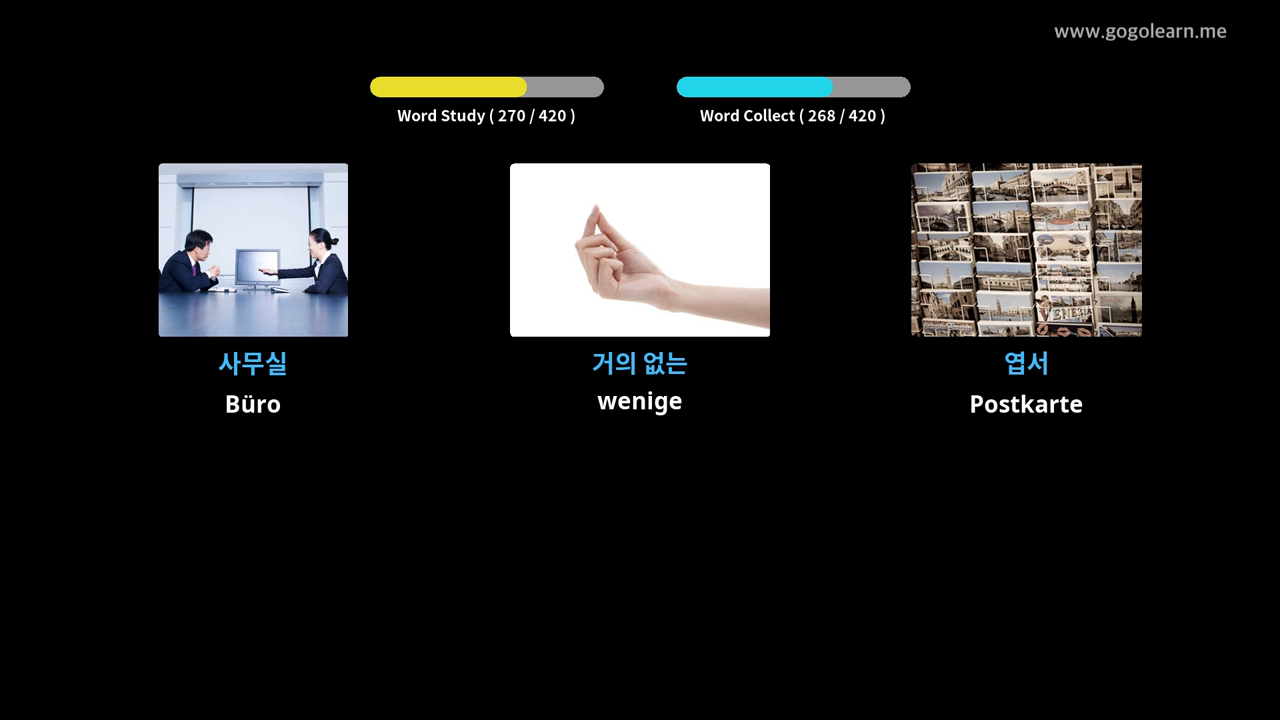 www.gogolearn.me
Word Study ( 270 / 420 )
Word Collect ( 268 / 420 )
사무실
Büro
거의 없는
wenige
엽서
Postkarte
VENEZIA